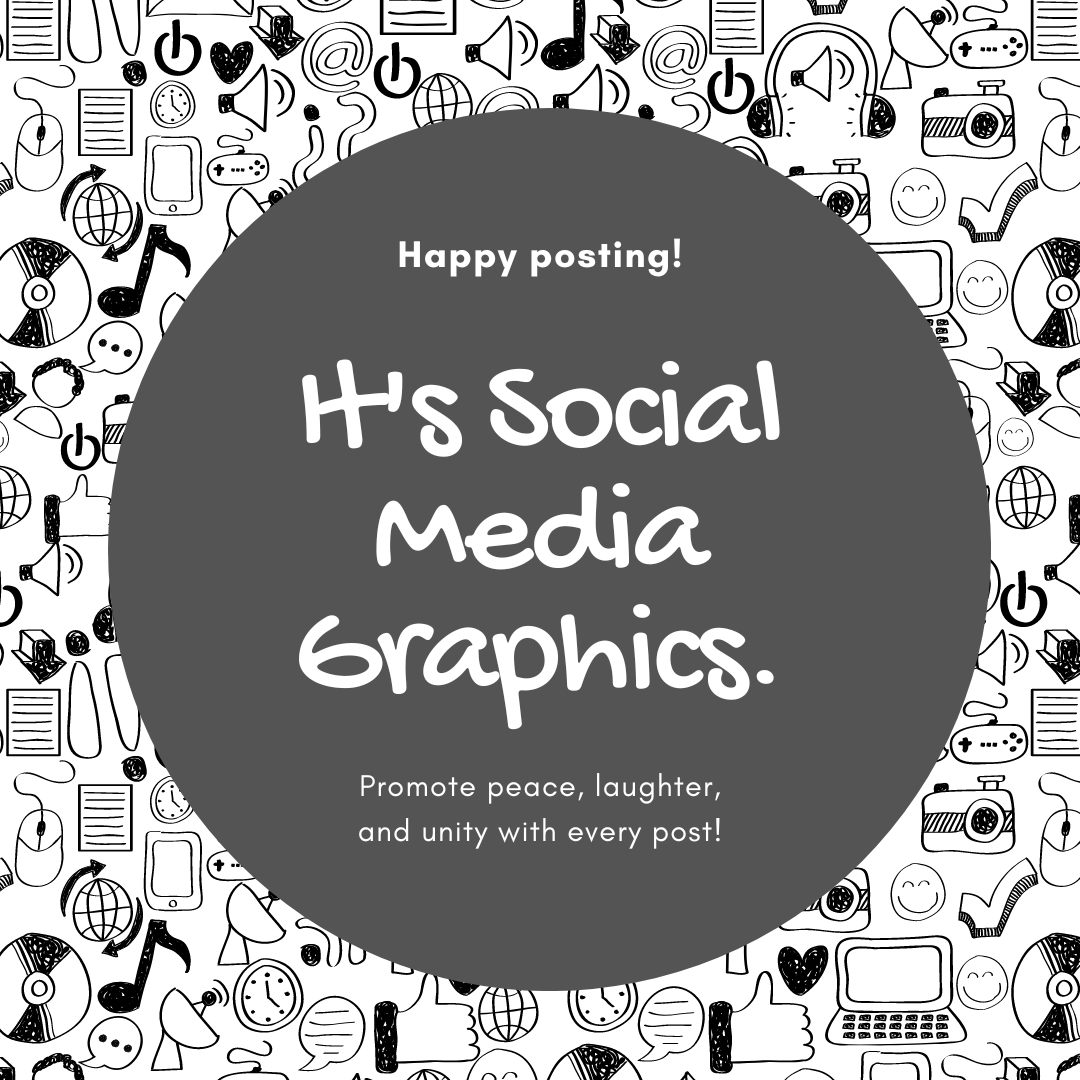 Happy posting!
It's Social
Media
Graphics.
Promote peace, laughter,
and unity with every post!